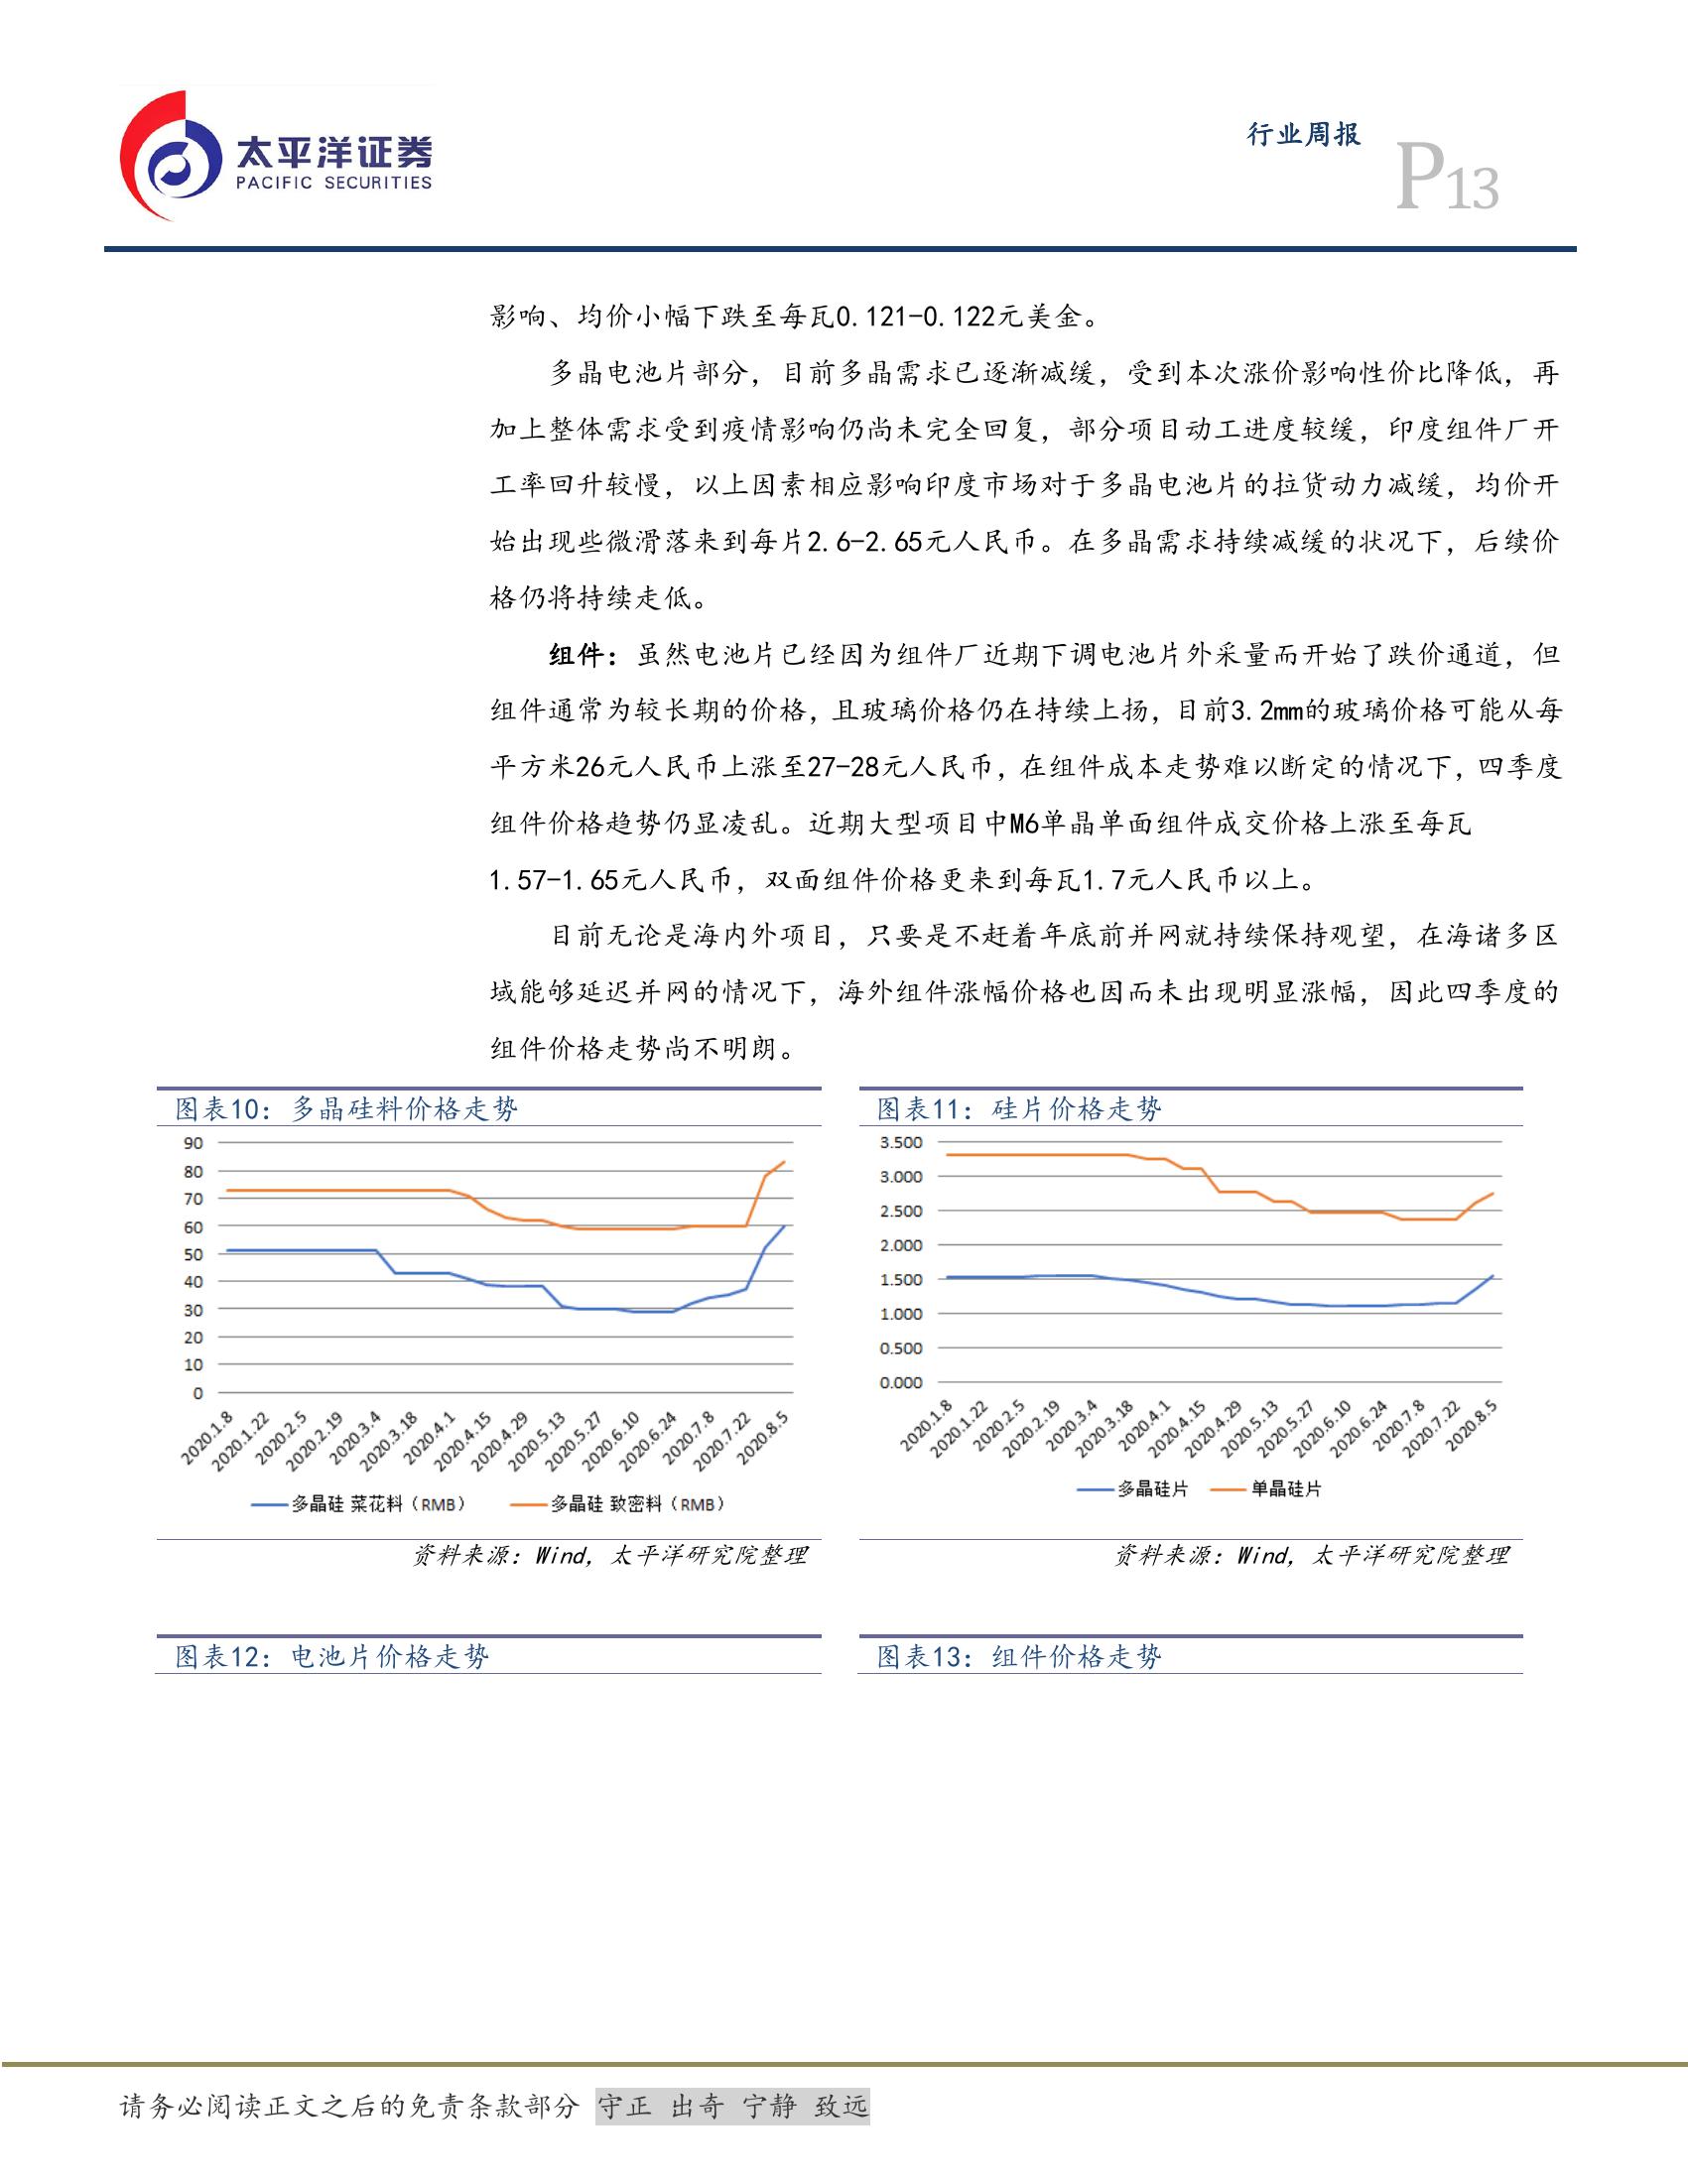 太平洋证券
PACIFIC SECURITIES
行业周报
P13
影响、均价小幅下跌至每瓦0.121-0.122元美金。
多晶电池片部分，目前多晶需求已逐渐减缓，受到本次涨价影响性价比降低，再
加上整体需求受到疫情影响仍尚未完全回复，部分项目动工进度较缓，印度组件厂开
工率回升较慢，以上因素相应影响印度市场对于多晶电池片的拉货动力减缓，均价开
始出现些微滑落来到每片2.6-2.65元人民币。在多晶需求持续减缓的状况下，后续价
格仍将持续走低。
组件：虽然电池片已经因为组件厂近期下调电池片外采量而开始了跌价通道，但
组件通常为较长期的价格，且玻璃价格仍在持续上扬，目前3.2mm的玻璃价格可能从每
平方米26元人民币上涨至27-28元人民币，在组件成本走势难以断定的情况下，四季度
组件价格趋势仍显凌乱。近期大型项目中M6单晶单面组件成交价格上涨至每瓦
1.57-1.65元人民币，双面组件价格更来到每瓦1.7元人民币以上。
目前无论是海内外项目，只要是不赶着年底前并网就持续保持观望，在海诸多区
域能够延迟并网的情况下，海外组件涨幅价格也因而未出现明显涨幅，因此四季度的
组件价格走势尚不明朗。
图表10：多晶硅料价格走势
90
80
70
60
50
40
30
20
10
0
2020.1.8
2020.1.22
2020.2.5
2020.2.19
2020.3.4
2020.3.18
2020.4.1
2020.4.15
2020.4.29
2020.5.13
2020.5.27
2020.6.10
2020.6.24
2020.7.8
2020.7.22
2020.8.5
多晶硅 菜花料（RMB）
多晶硅 致密料（RMB）
资料来源：Wind，太平洋研究院整理
图表11：硅片价格走势
3.500
3.000
2.500
2.000
1.500
1.000
0.500
0.000
2020.1.8
2020.1.22
2020.2.5
2020.2.19
2020.3.4
2020.3.18
2020.4.1
2020.4.15
2020.4.29
2020.5.13
2020.5.27
2020.6.10
2020.6.24
2020.7.8
2020.7.22
2020.8.5
多晶硅片
单晶硅片
资料来源：Wind，太平洋研究院整理
图表12：电池片价格走势
图表13：组件价格走势
请务必阅读正文之后的免责条款部分 守正 出奇 宁静 致远